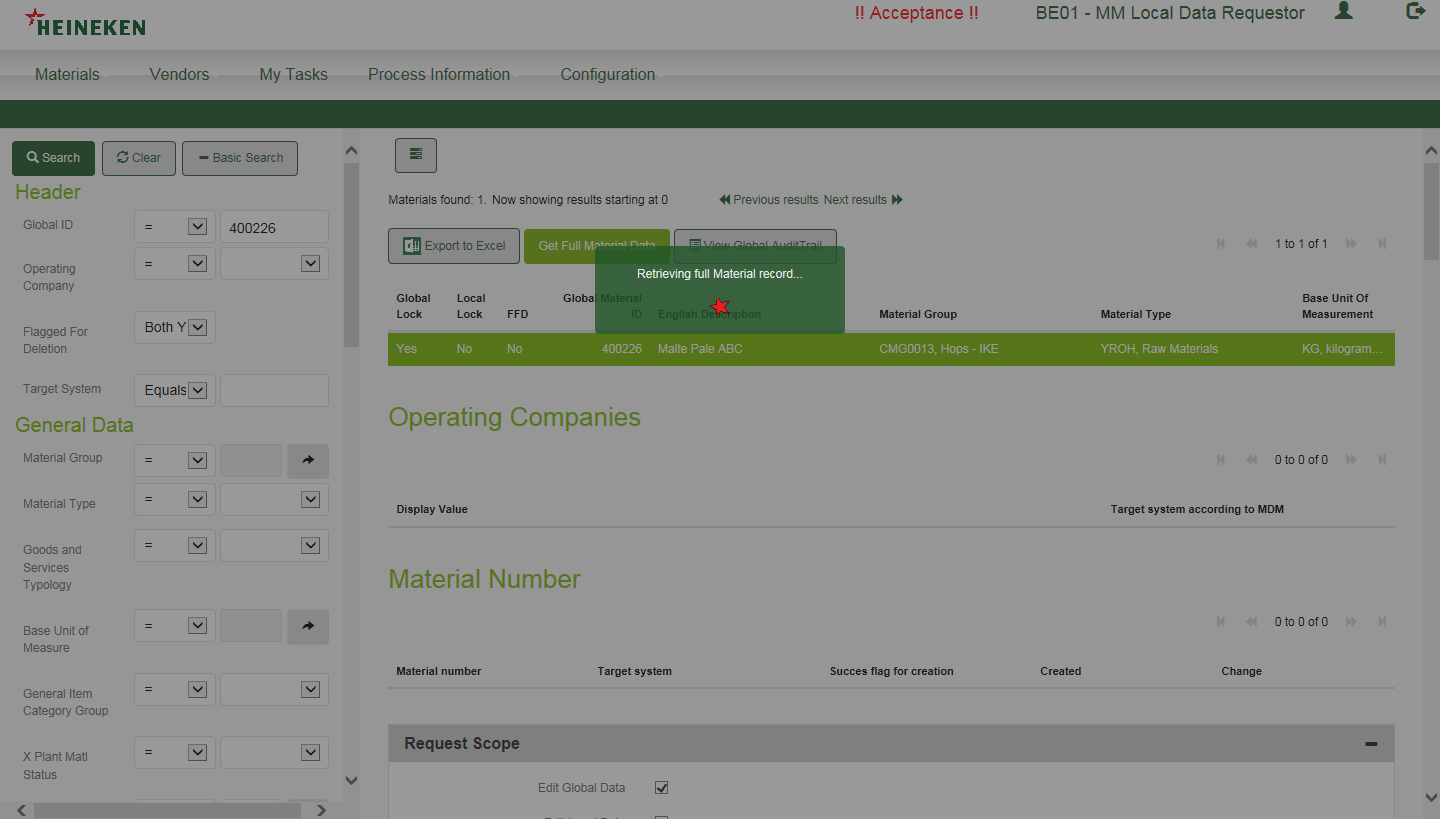 HEINEKEN
!! Acceptance !!
BE01 - MM Local Data Requestor
Materials
Vendors
My Tasks
Process Information
Configuration
Search
Clear
Basic Search
Header
Global ID
=
400226
Operating
Company
=
Flagged For
Deletion
Both Y
Target System
Equals
General Data
Material Group
=
Material Type
=
Goods and
Services
Typology
=
Base Unit of
Measure
=
General Item
Category Group
=
X Plant Matl
Status
=
Materials found: 1. Now showing results starting at 0
Previous results Next results
Export to Excel
Get Full Material Data
View Global AuditTrail
1 to 1 of 1
Retrieving full Material record...
Global
Lock
Local
Lock
FFD
Global Material
ID
English Description
Material Group
Material Type
Base Unit Of
Measurement
Yes No No 400226 Malte Pale ABC CMG0013, Hops - IKE YROH, Raw Materials KG, kilogram...
Operating Companies
0 to 0 of 0
Display Value
Target system according to MDM
Material Number
0 to 0 of 0
Material number
Target system
Succes flag for creation
Created
Change
Request Scope
Edit Global Data